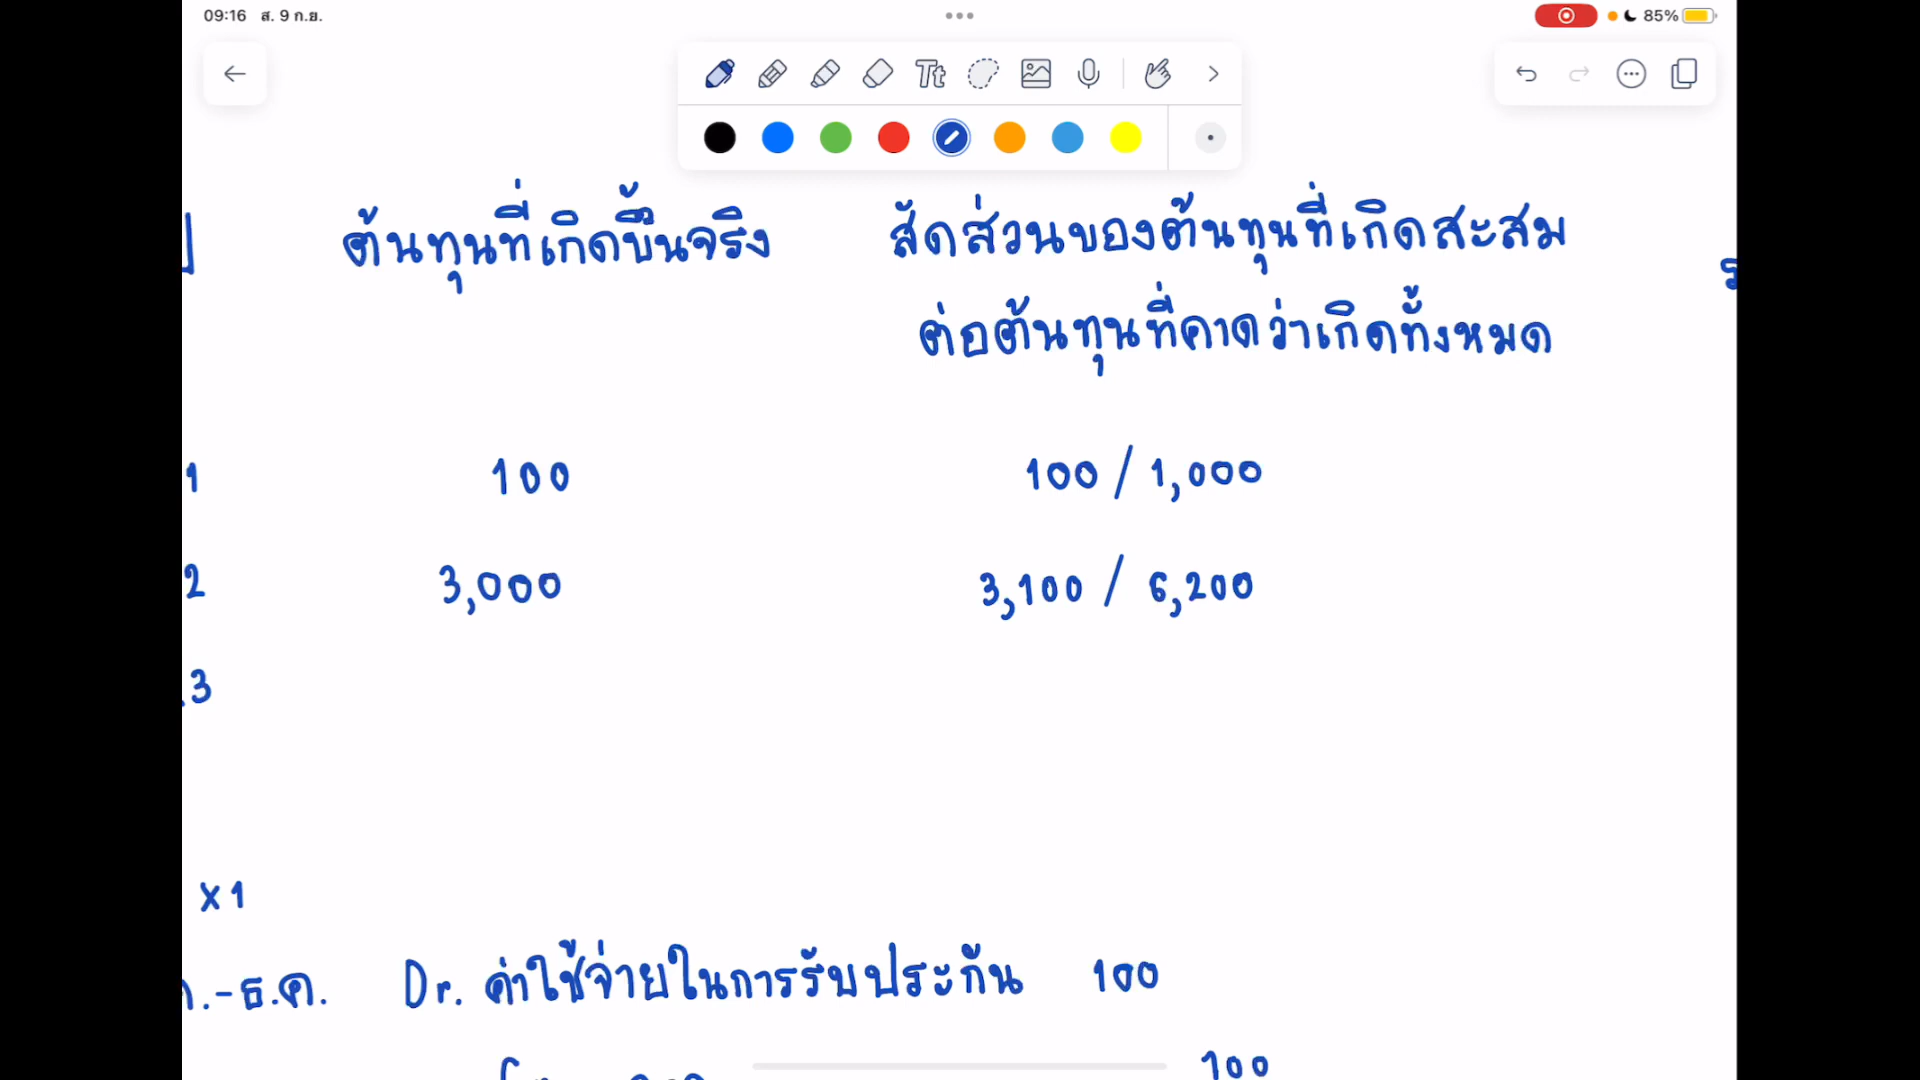 09:16 ส. 9 ก.ย.
85%
Tt
ปี ต้นทุนที่เกิดขึ้นจริง สัดส่วนของต้นทุนที่เกิดสะสม
ต่อต้นทุนที่คาดว่าเกิดทั้งหมด
1 100 100 / 1,000
2 3,000 3,100 / 6,200
3
x1
ค.-ธ.ค. Dr. ค่าใช้จ่ายในการรับประกัน 100
100